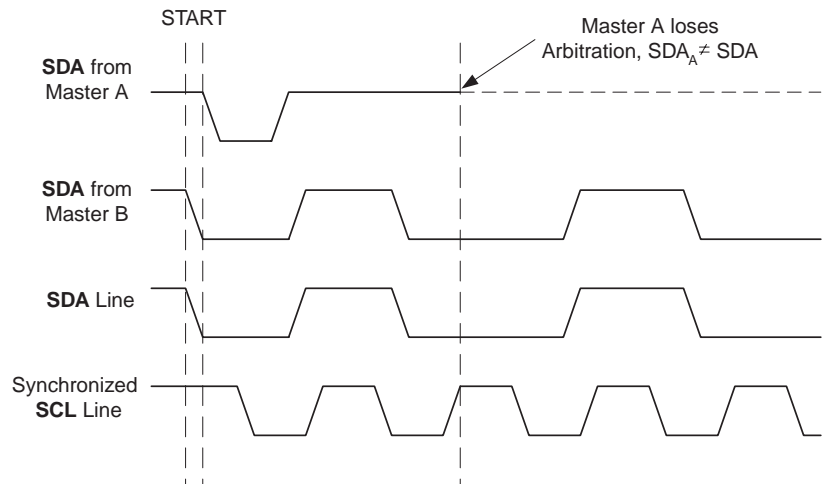 START
Master A loses
Arbitration, SDA_A ≠ SDA
SDA from
Master A
SDA from
Master B
SDA Line
Synchronized
SCL Line